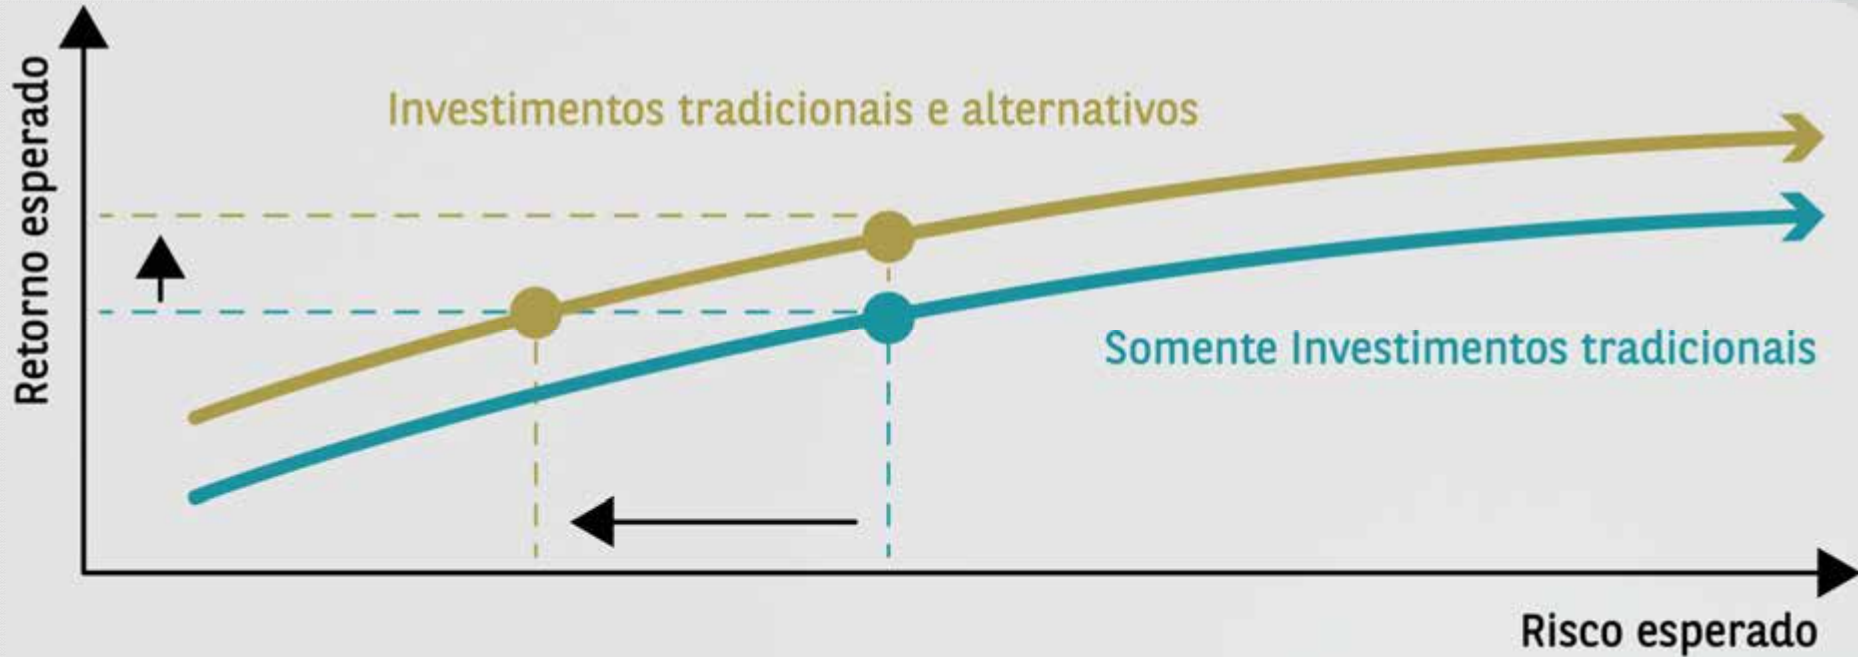 Retorno esperado
Investimentos tradicionais e alternativos
Somente Investimentos tradicionais
Risco esperado